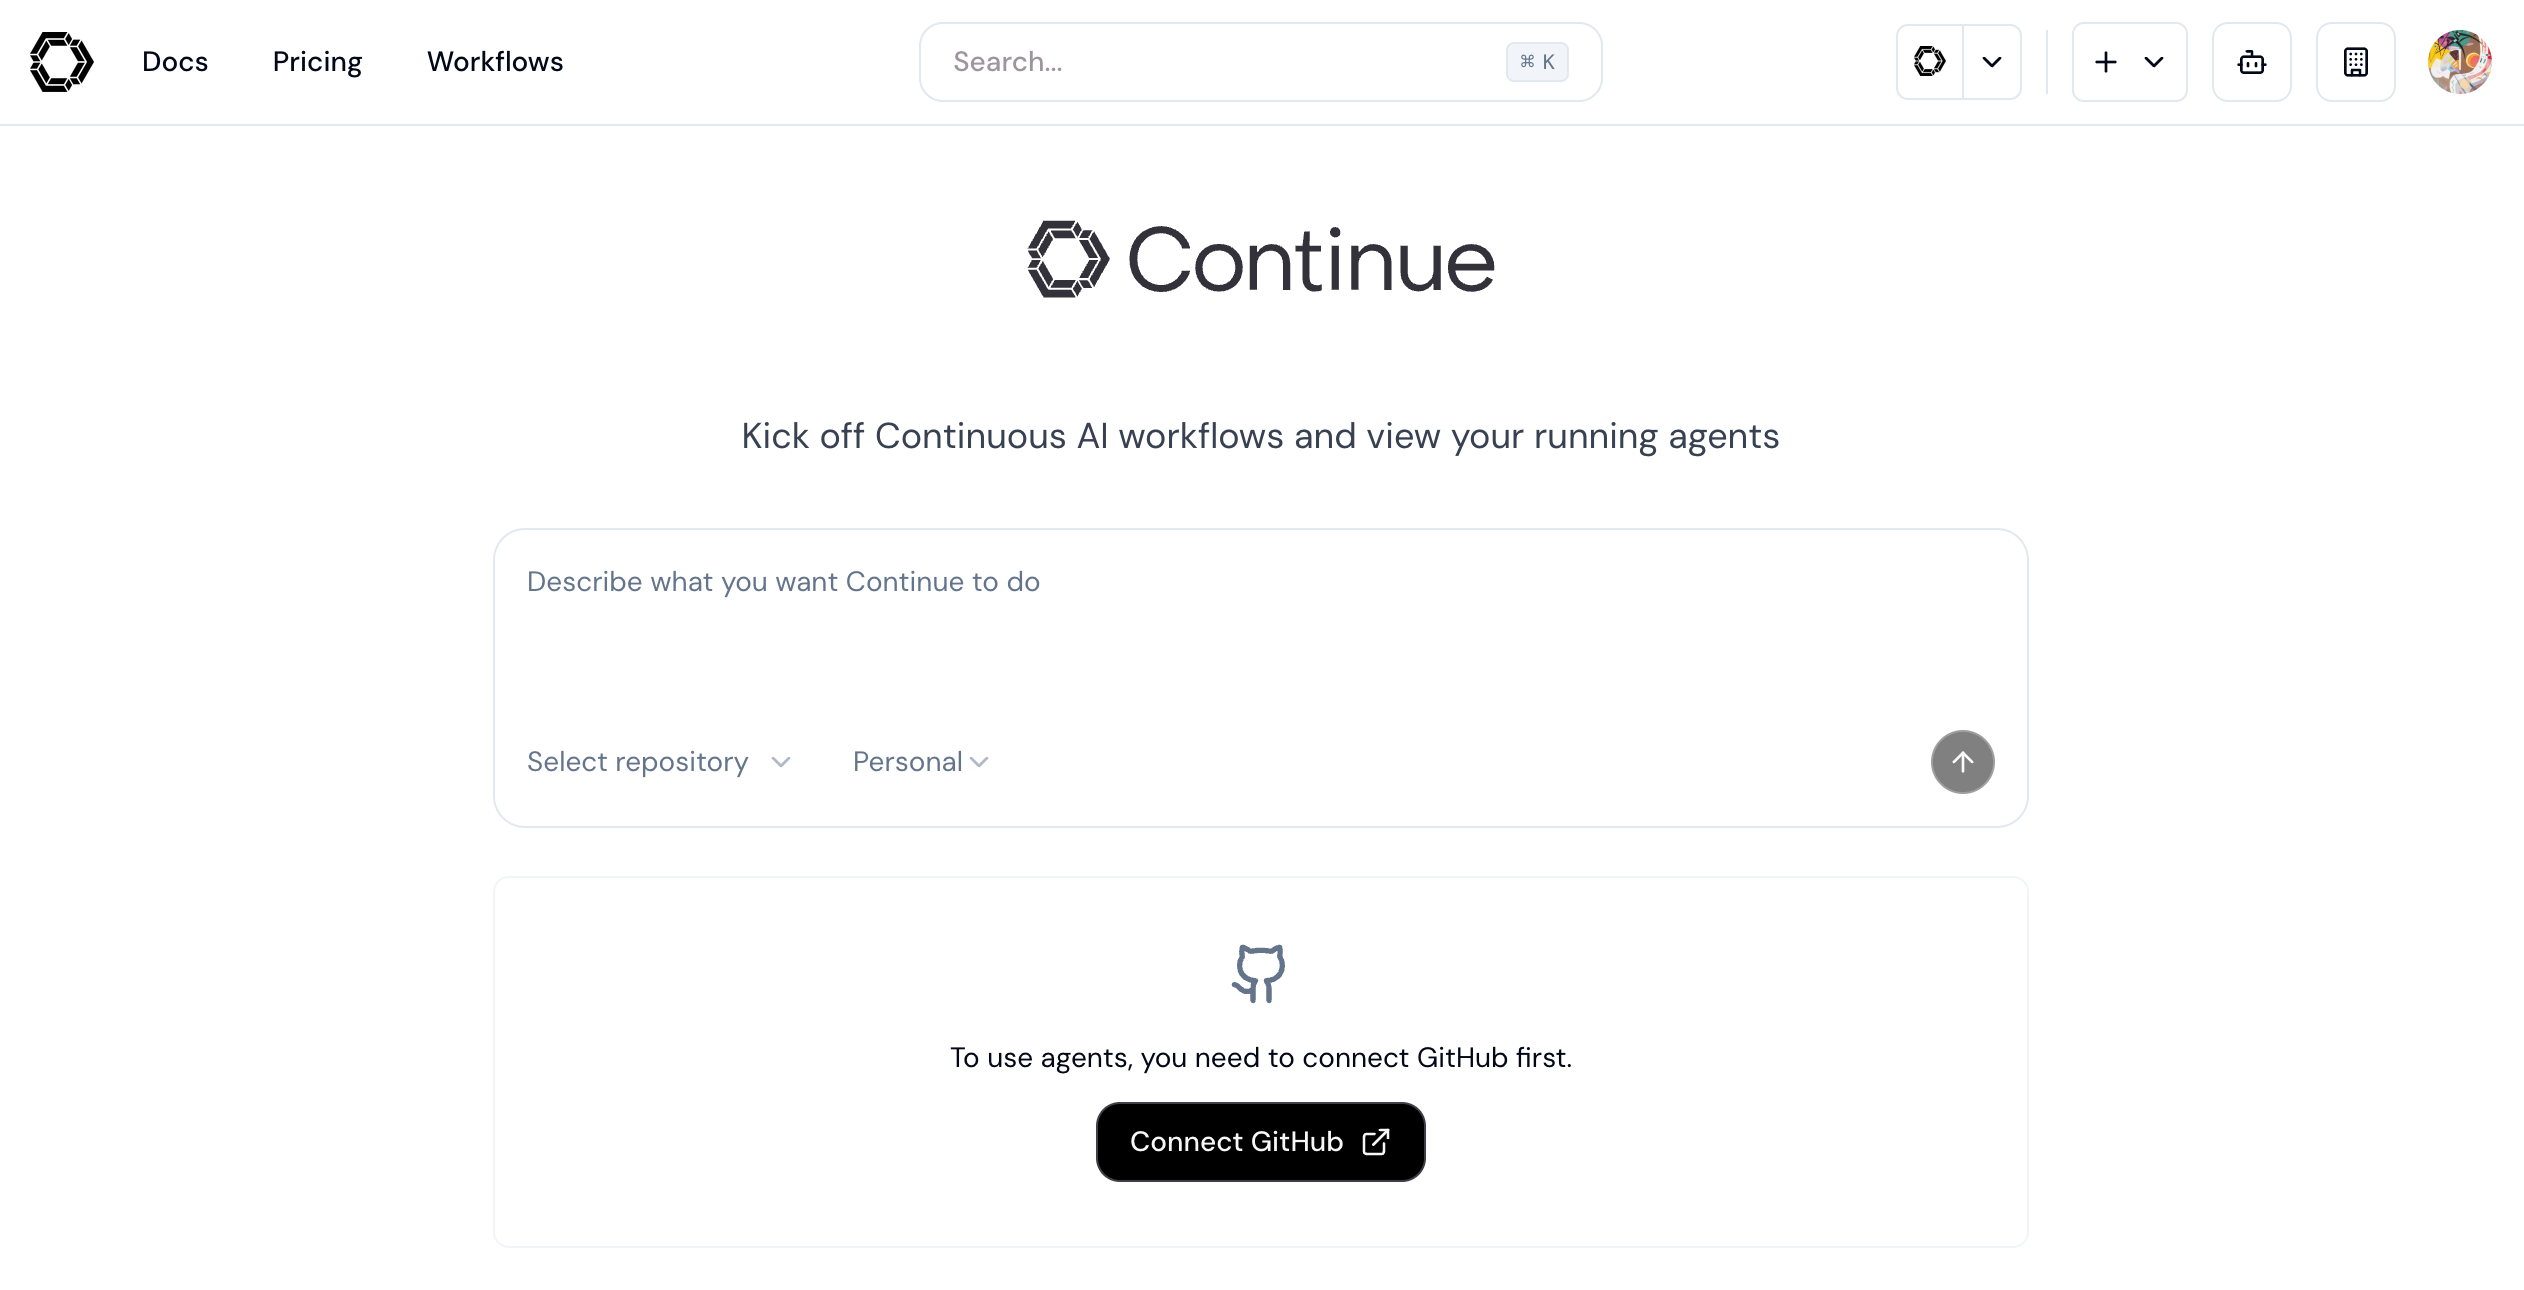 Docs
Pricing
Workflows
Search...
⌘ K
Continue
Kick off Continuous AI workflows and view your running agents
Describe what you want Continue to do
Select repository
Personal
To use agents, you need to connect GitHub first.
Connect GitHub